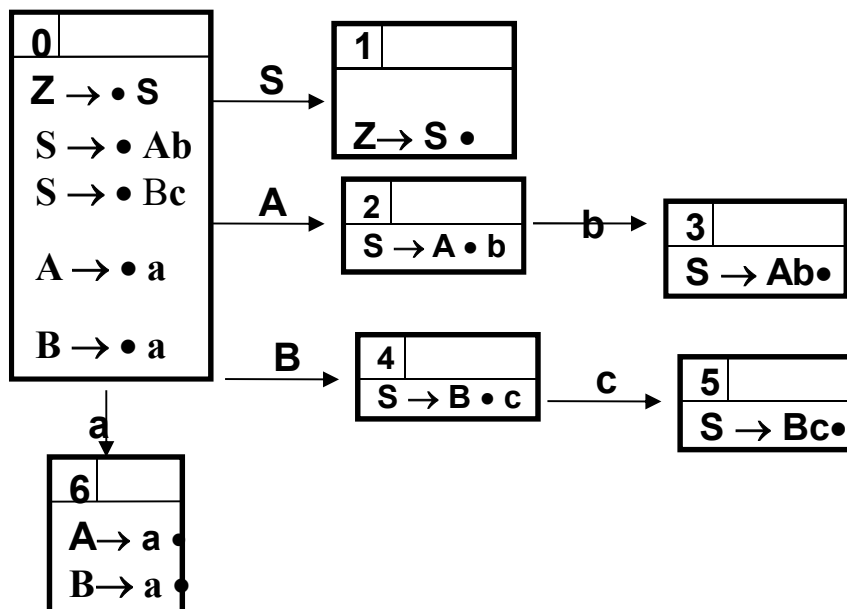 0
Z → • S
S → • Ab
S → • Bc
A → • a
B → • a
S
1
Z→ S •
A
2
S → A • b
b
3
S → Ab•
B
4
S → B • c
c
5
S → Bc•
a
6
A→ a •
B→ a •